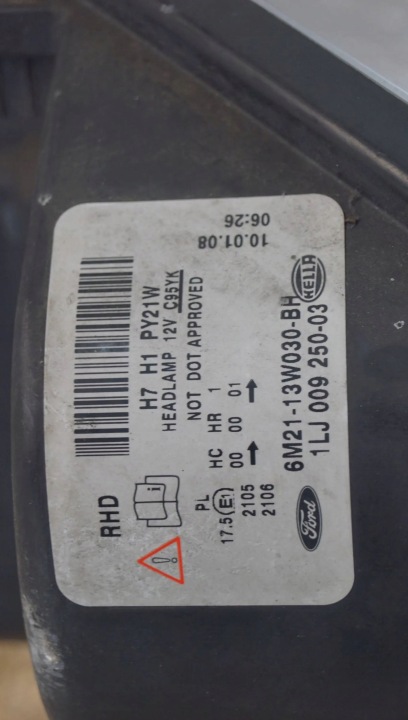 RHD
H7 H1 PY21W
HEADLAMP 12V C95YK
NOT DOT APPROVED
10.01.08
06:26
PL HC HR 1
17.5 E1 00 00 01
2105
2106
6M21-13W030-BH
1LJ 009 250-03
HELLA
Ford